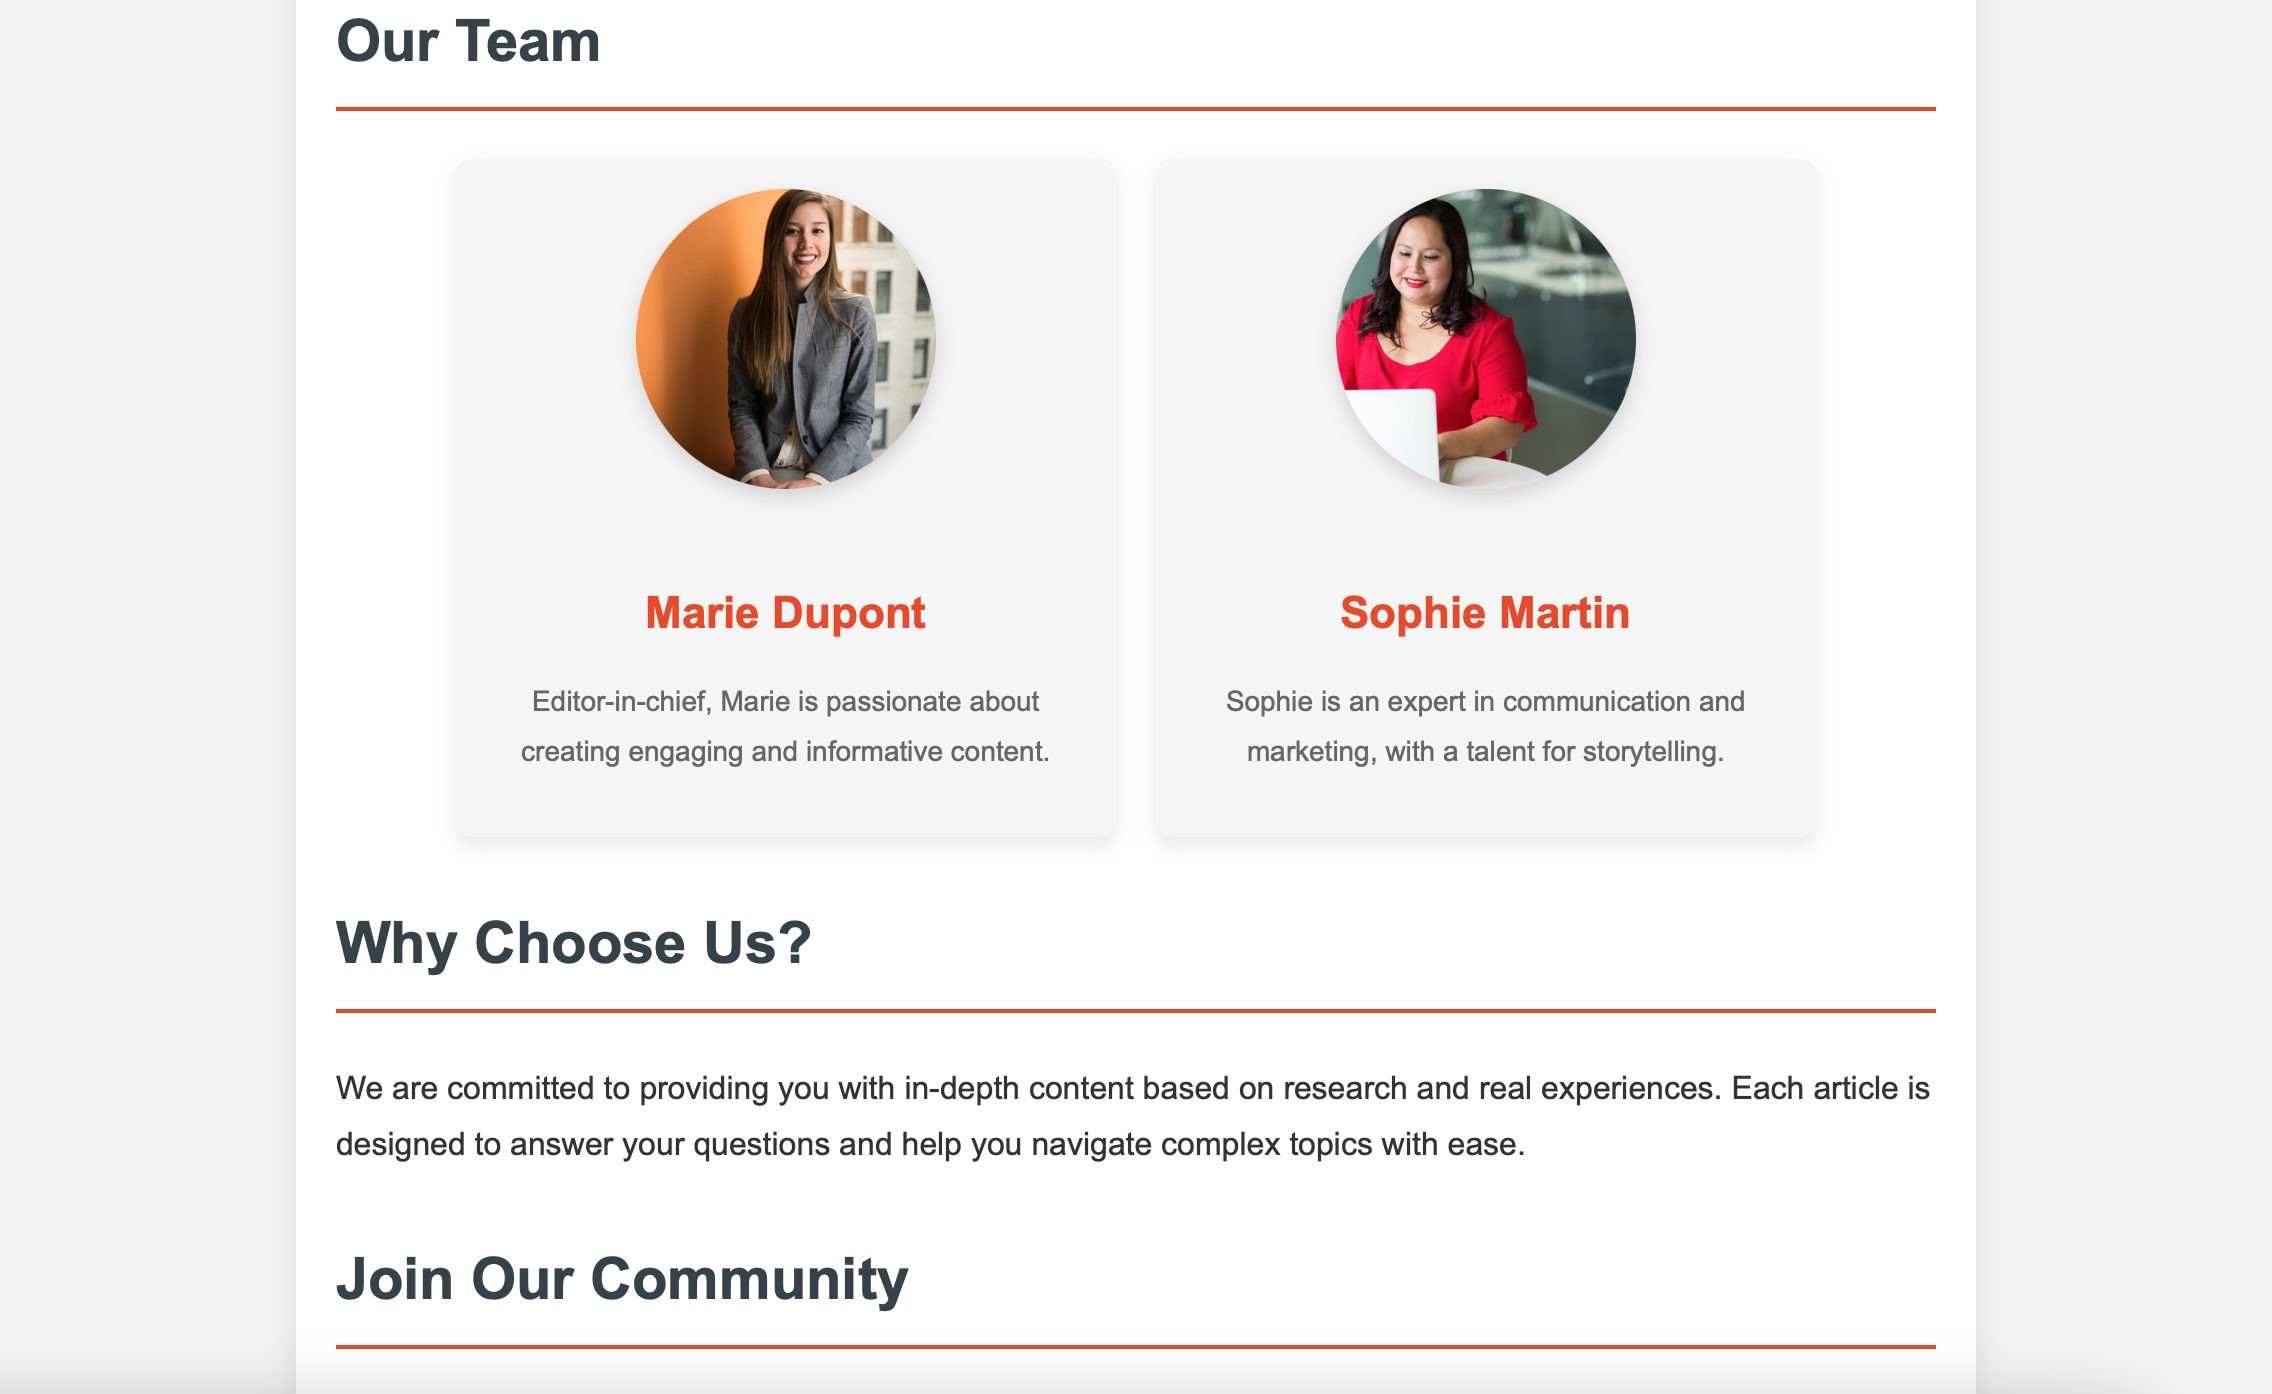 Our Team
Marie Dupont
Editor-in-chief, Marie is passionate about
creating engaging and informative content.
Sophie Martin
Sophie is an expert in communication and
marketing, with a talent for storytelling.
Why Choose Us?
We are committed to providing you with in-depth content based on research and real experiences. Each article is
designed to answer your questions and help you navigate complex topics with ease.
Join Our Community